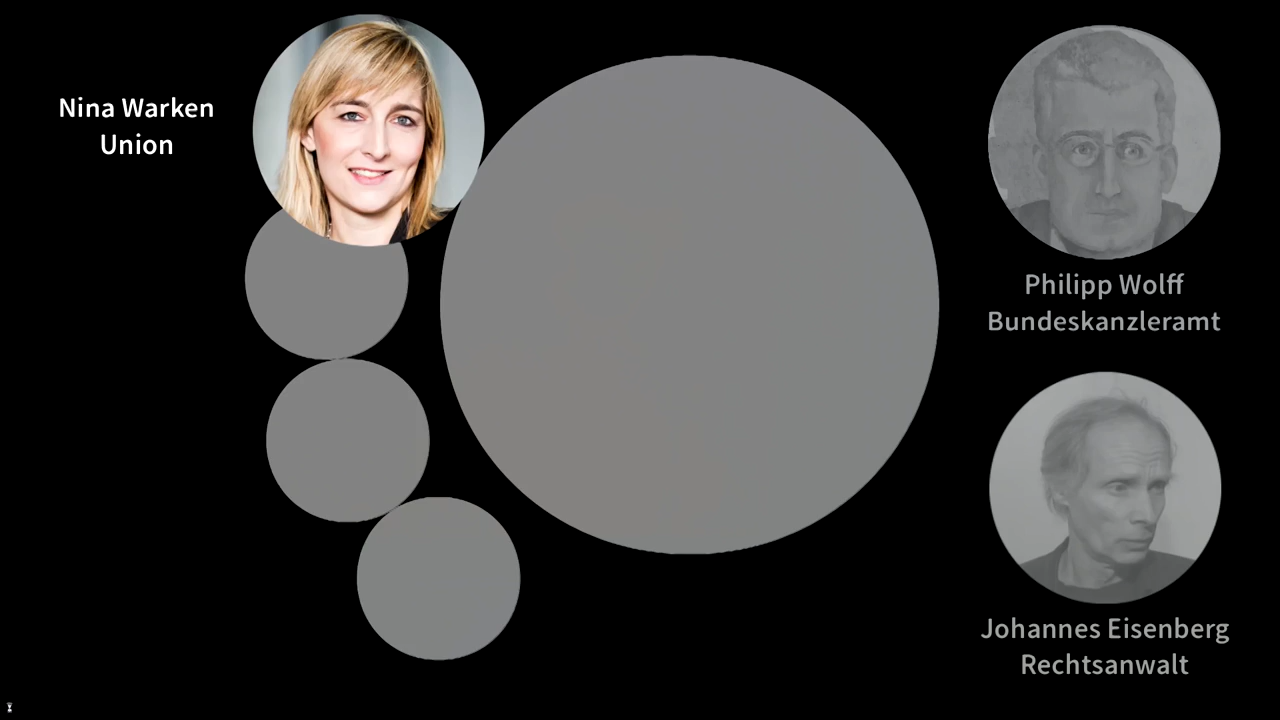 Nina Warken
Union
Philipp Wolff
Bundeskanzleramt
Johannes Eisenberg
Rechtsanwalt